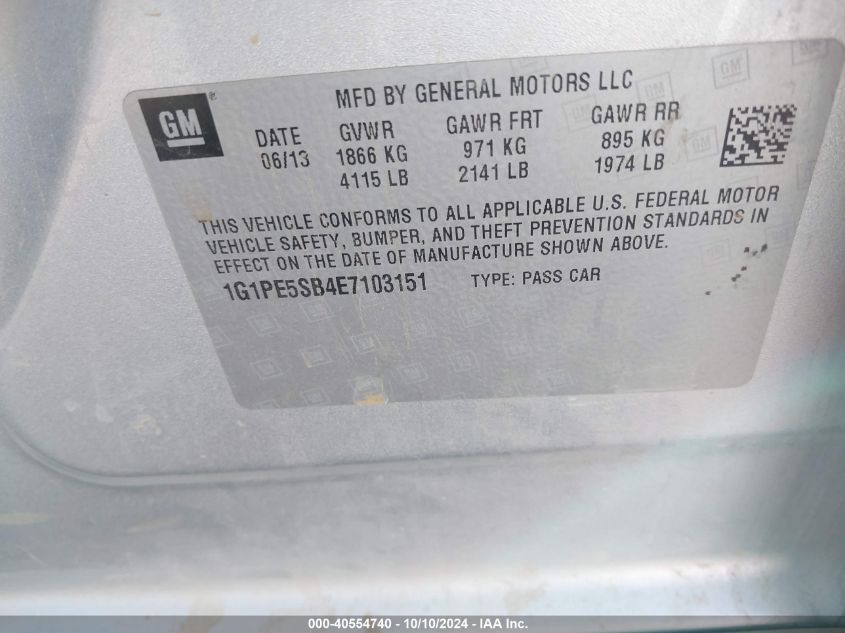 MFD BY GENERAL MOTORS LLC
GM
DATE GVWR GAWR FRT GAWR RR
06/13 1866 KG 971 KG 895 KG
4115 LB 2141 LB 1974 LB
THIS VEHICLE CONFORMS TO ALL APPLICABLE U.S. FEDERAL MOTOR
VEHICLE SAFETY, BUMPER, AND THEFT PREVENTION STANDARDS IN
EFFECT ON THE DATE OF MANUFACTURE SHOWN ABOVE.
1G1PE5SB4E7103151 TYPE: PASS CAR
000-40554740 - 10/10/2024 - IAA Inc.